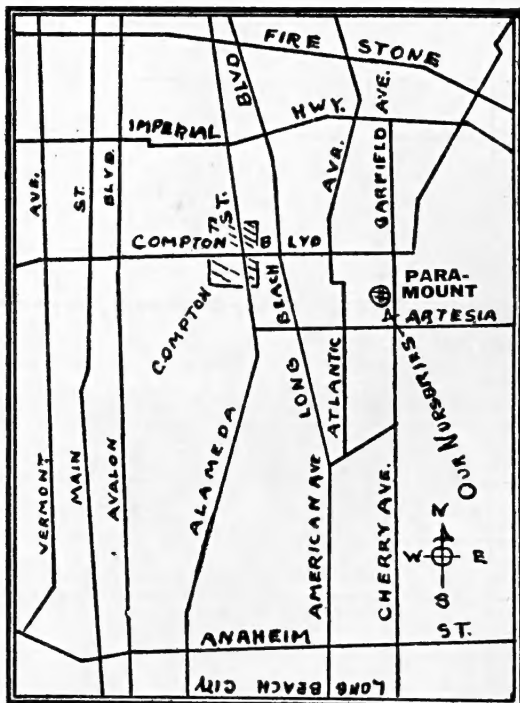 FIRE STONE
BLVD
IMPERIAL HWY.
AVE.
ST.
BLVD.
ST.
AVE.
GARFIELD AVE.
COMPTON BLVD
COMPTON
PARA-
MOUNT
ARTESIA
LONG BEACH
ATLANTIC
OUR NURSERIES
ALAMEDA
VERMONT
MAIN
AVALON
AMERICAN AVE
CHERRY AVE.
N
W E
S
ANAHEIM ST.
LONG BEACH CITY